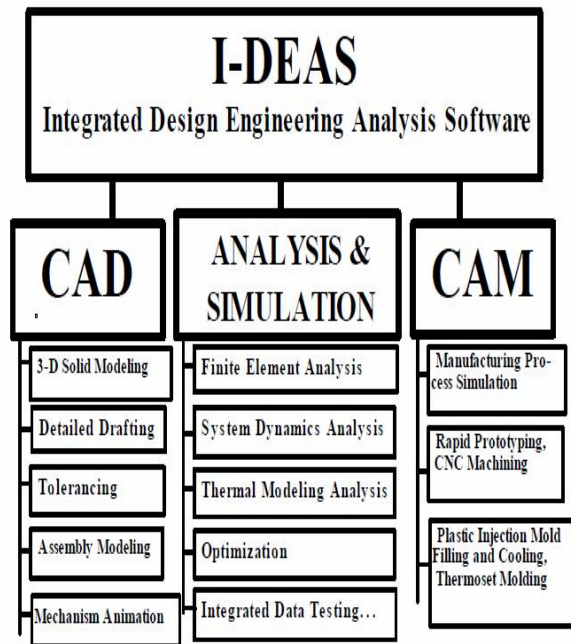 I-DEAS
Integrated Design Engineering Analysis Software
CAD
3-D Solid Modeling
Detailed Drafting
Tolerancing
Assembly Modeling
Mechanism Animation
ANALYSIS &
SIMULATION
Finite Element Analysis
System Dynamics Analysis
Thermal Modeling Analysis
Optimization
Integrated Data Testing…
CAM
Manufacturing Pro-
cess Simulation
Rapid Prototyping,
CNC Machining
Plastic Injection Mold
Filling and Cooling,
Thermoset Molding